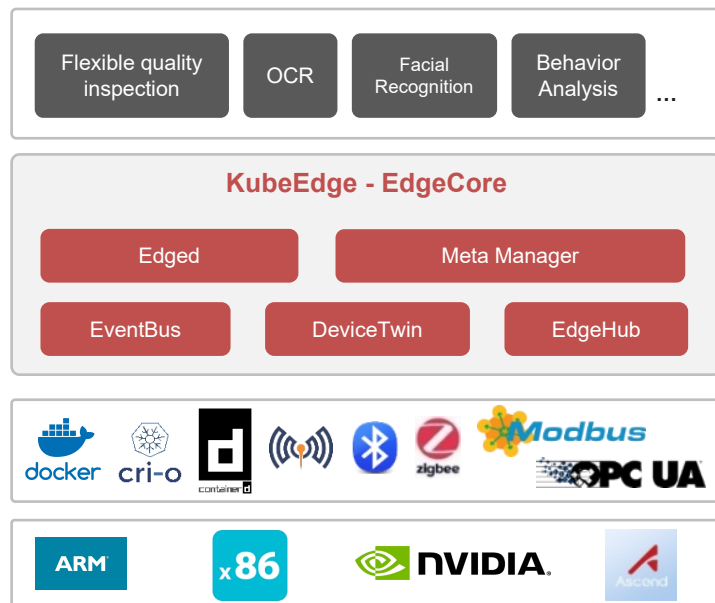 Flexible quality
inspection
OCR
Facial
Recognition
Behavior
Analysis
...
KubeEdge - EdgeCore
Edged
Meta Manager
EventBus
DeviceTwin
EdgeHub
docker
cri-o
d
containerd
zigbee
Modbus
OPC UA
ARM
x86
NVIDIA.
Ascend